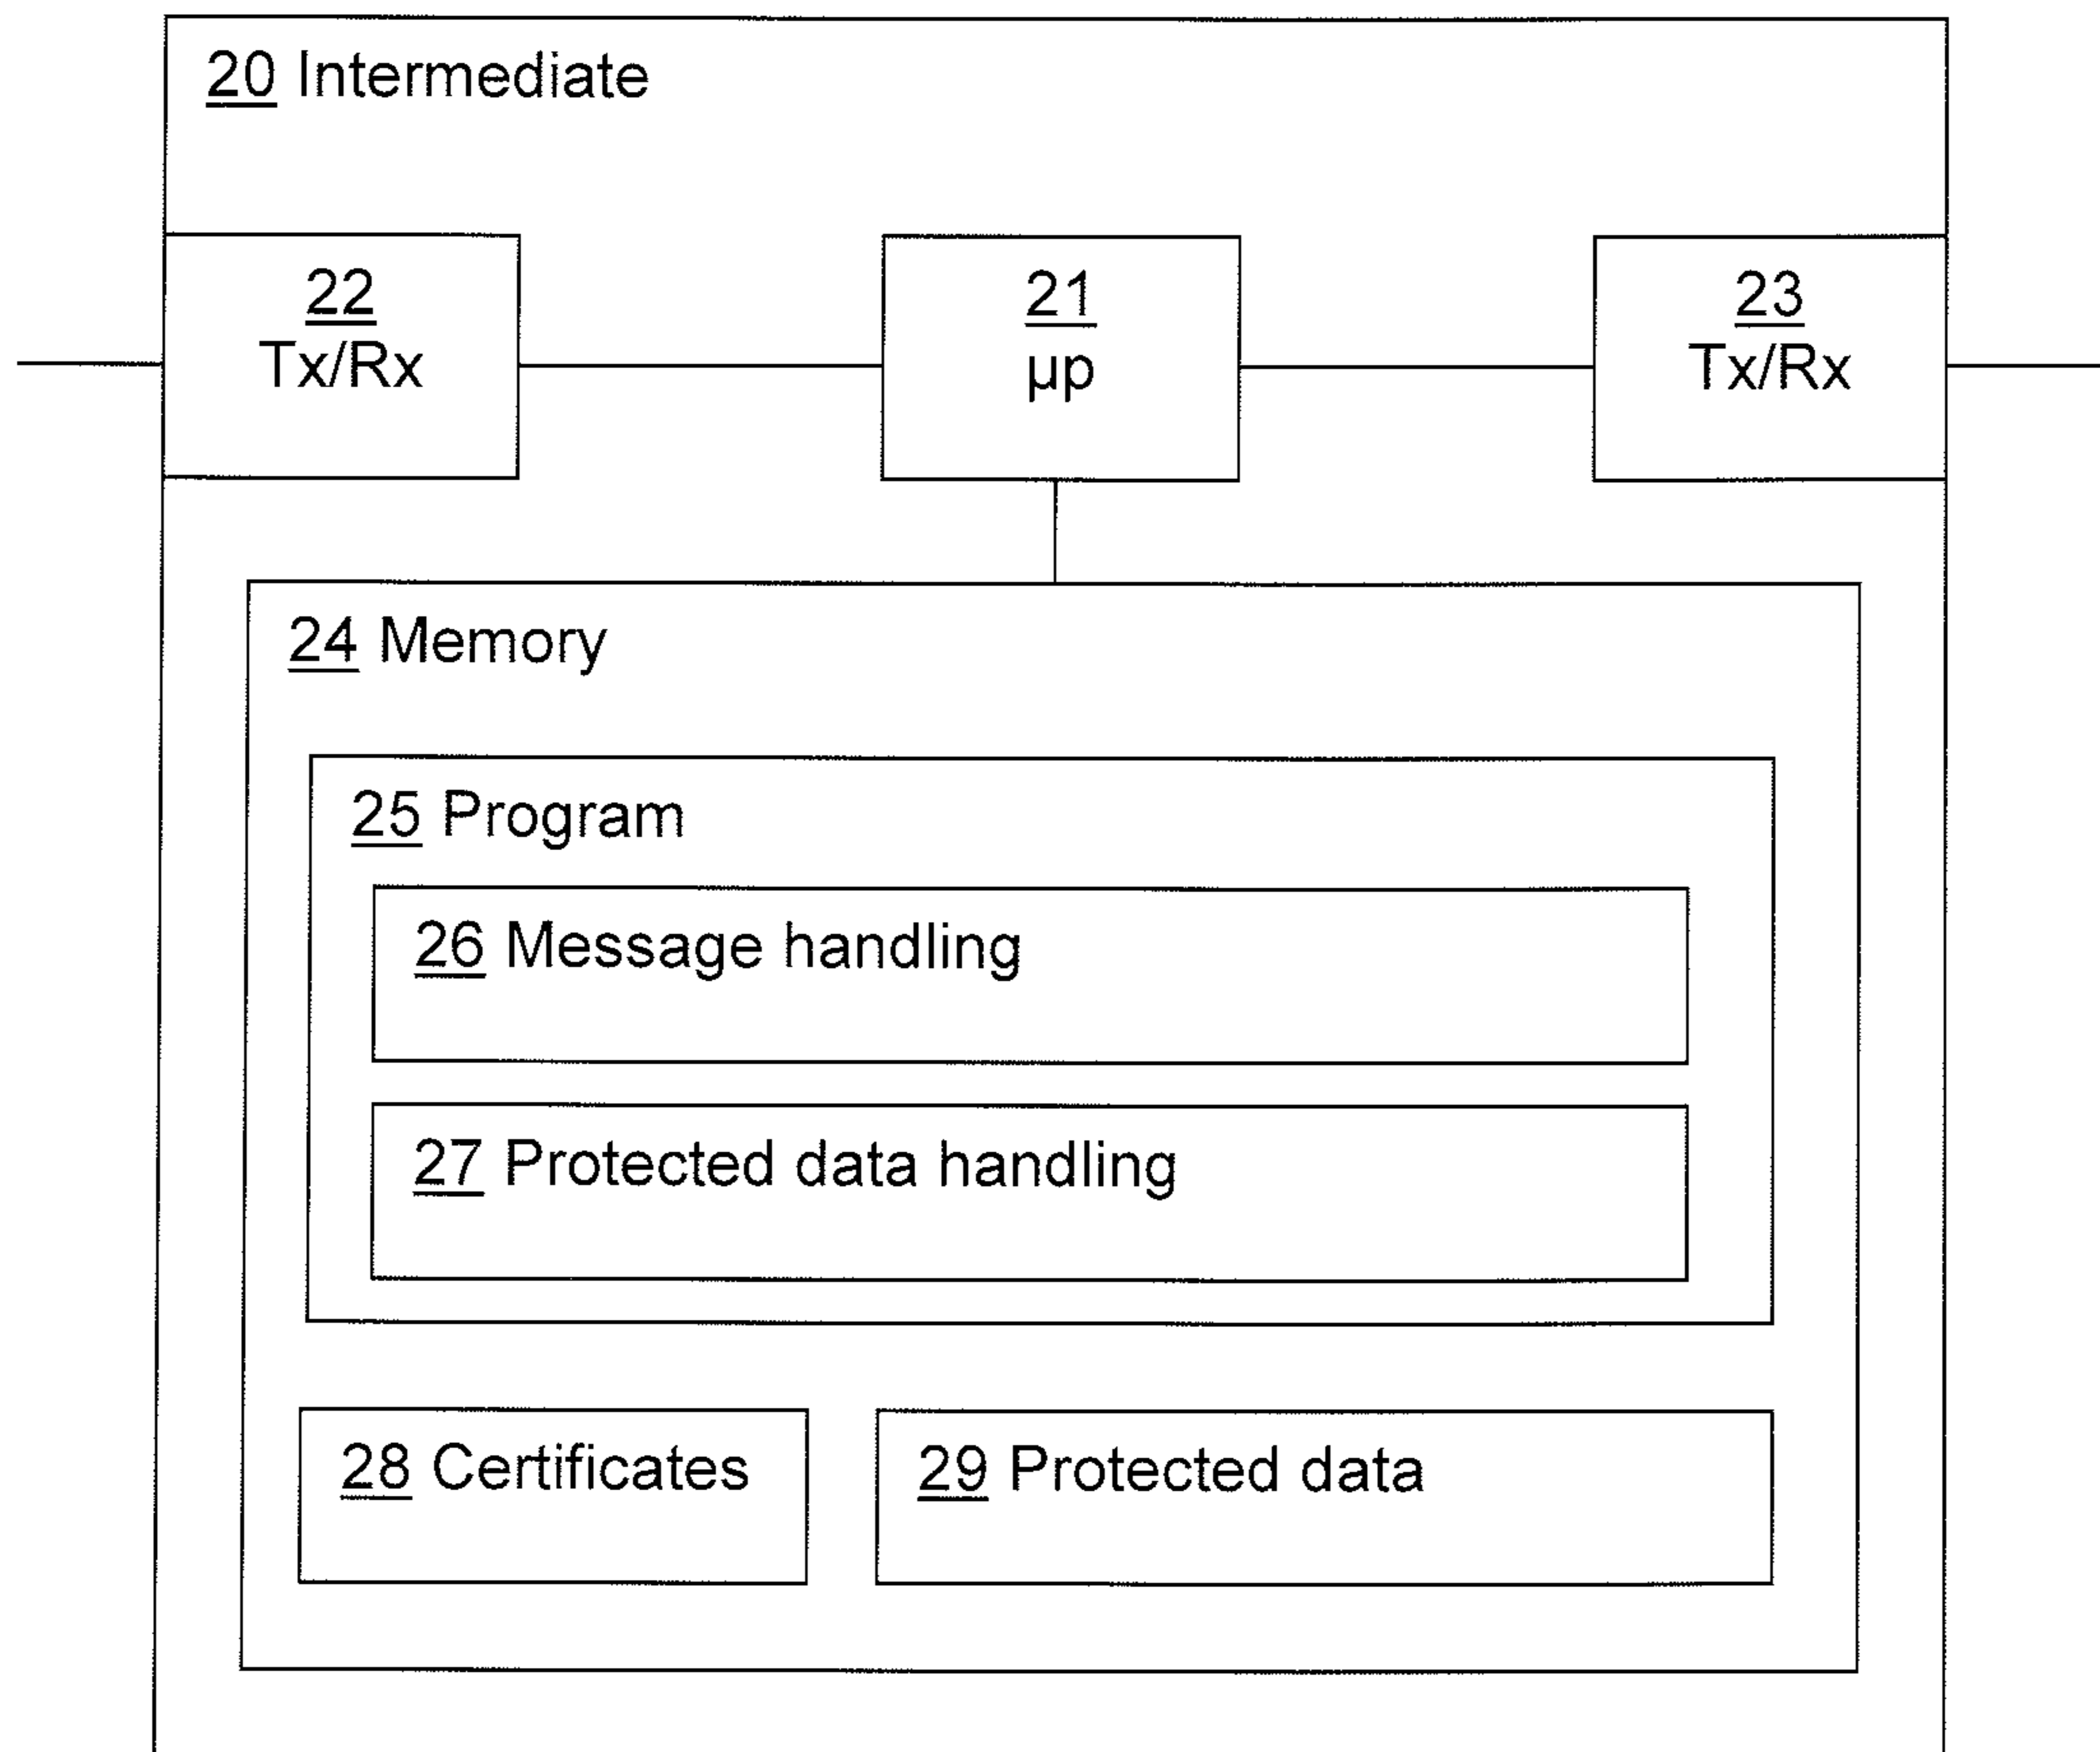 20 Intermediate
22
Tx/Rx
21
µp
23
Tx/Rx
24 Memory
25 Program
26 Message handling
27 Protected data handling
28 Certificates
29 Protected data